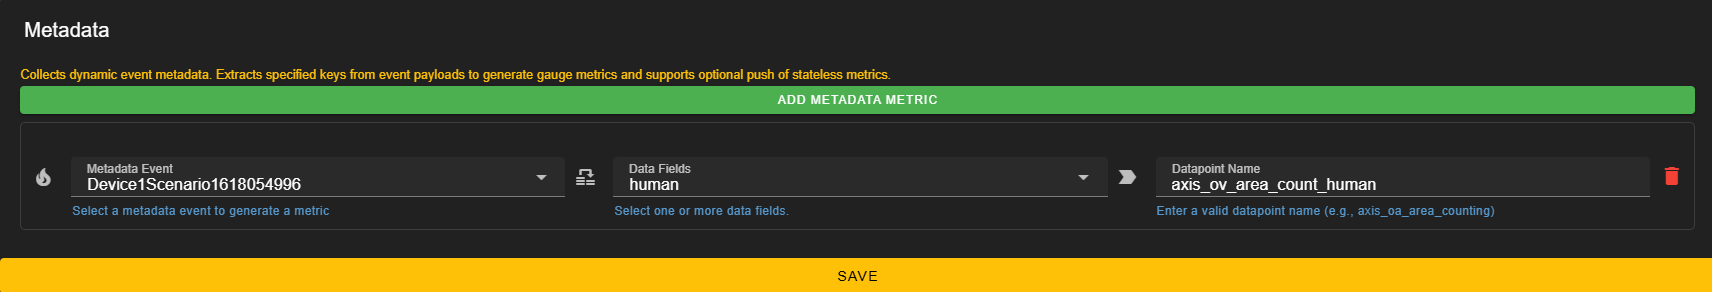 Metadata
Collects dynamic event metadata. Extracts specified keys from event payloads to generate gauge metrics and supports optional push of stateless metrics.
ADD METADATA METRIC
Metadata Event
Device1Scenario1618054996
Select a metadata event to generate a metric
Data Fields
human
Select one or more data fields.
Datapoint Name
axis_ov_area_count_human
Enter a valid datapoint name (e.g., axis_oa_area_counting)
SAVE